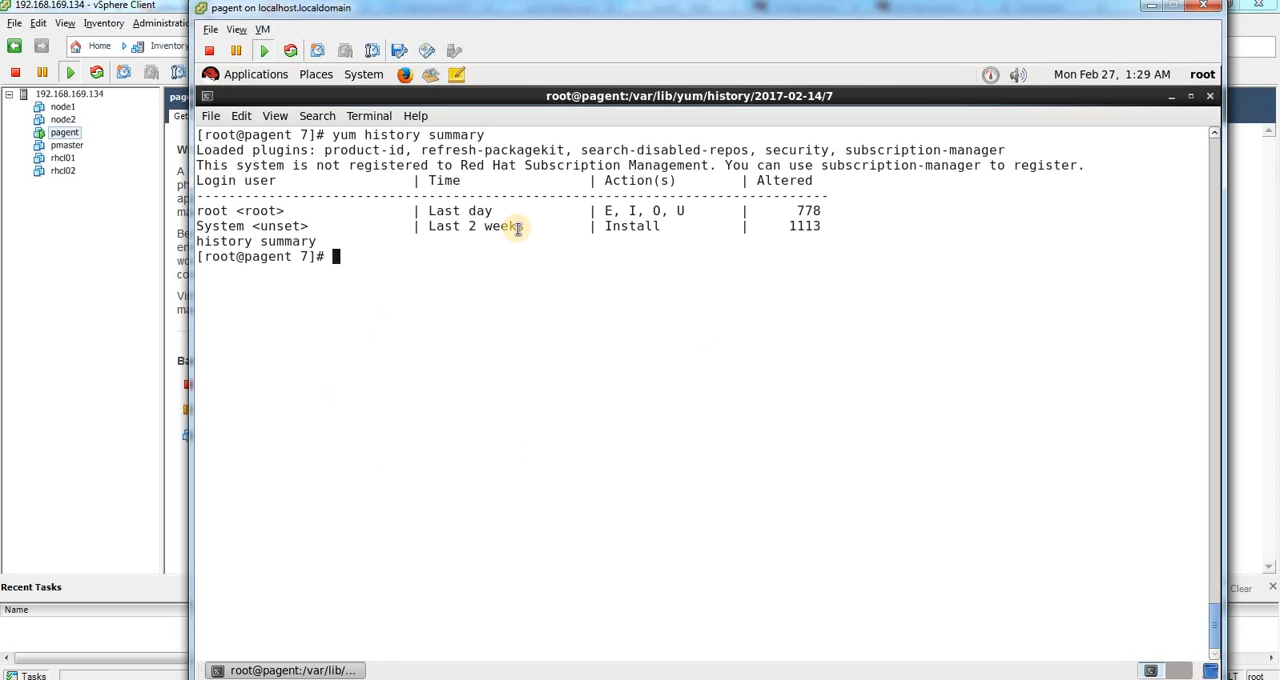 192.168.169.134 - vSphere Client
File Edit View Inventory Administra
Home Inventory
192.168.169.134
node1
node2
pagent
pmaster
rhcl01
rhcl02
pagent on localhost.localdomain
File View VM
Applications Places System Mon Feb 27, 1:29 AM root
root@pagent:/var/lib/yum/history/2017-02-14/7
File Edit View Search Terminal Help
[root@pagent 7]# yum history summary
Loaded plugins: product-id, refresh-packagekit, search-disabled-repos, security, subscription-manager
This system is not registered to Red Hat Subscription Management. You can use subscription-manager to register.
Login user | Time | Action(s) | Altered
-------------------------------------------------------------------------------
root <root> | Last day | E, I, O, U | 778
System <unset> | Last 2 weeks | Install | 1113
history summary
[root@pagent 7]#
root@pagent:/var/lib/...
Recent Tasks
Name
Clear
Tasks
root